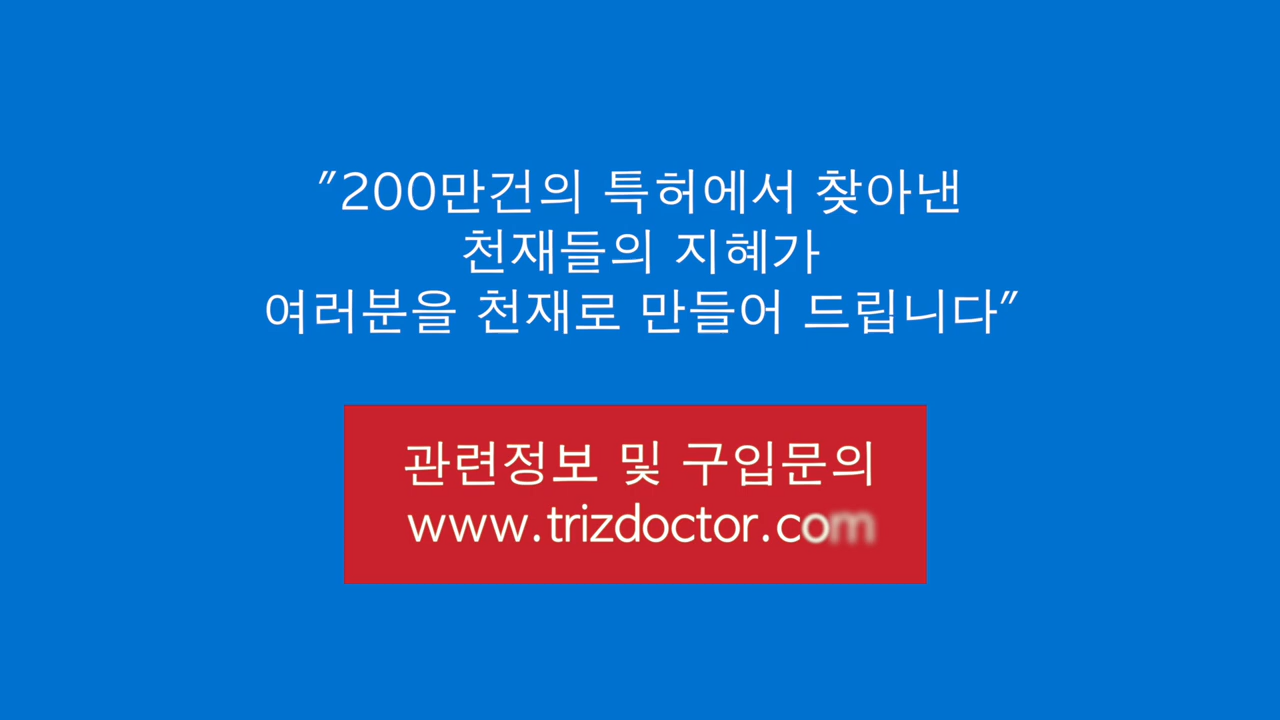 "200만건의 특허에서 찾아낸
천재들의 지혜가
여러분을 천재로 만들어 드립니다"
관련정보 및 구입문의
www.trizdoctor.com